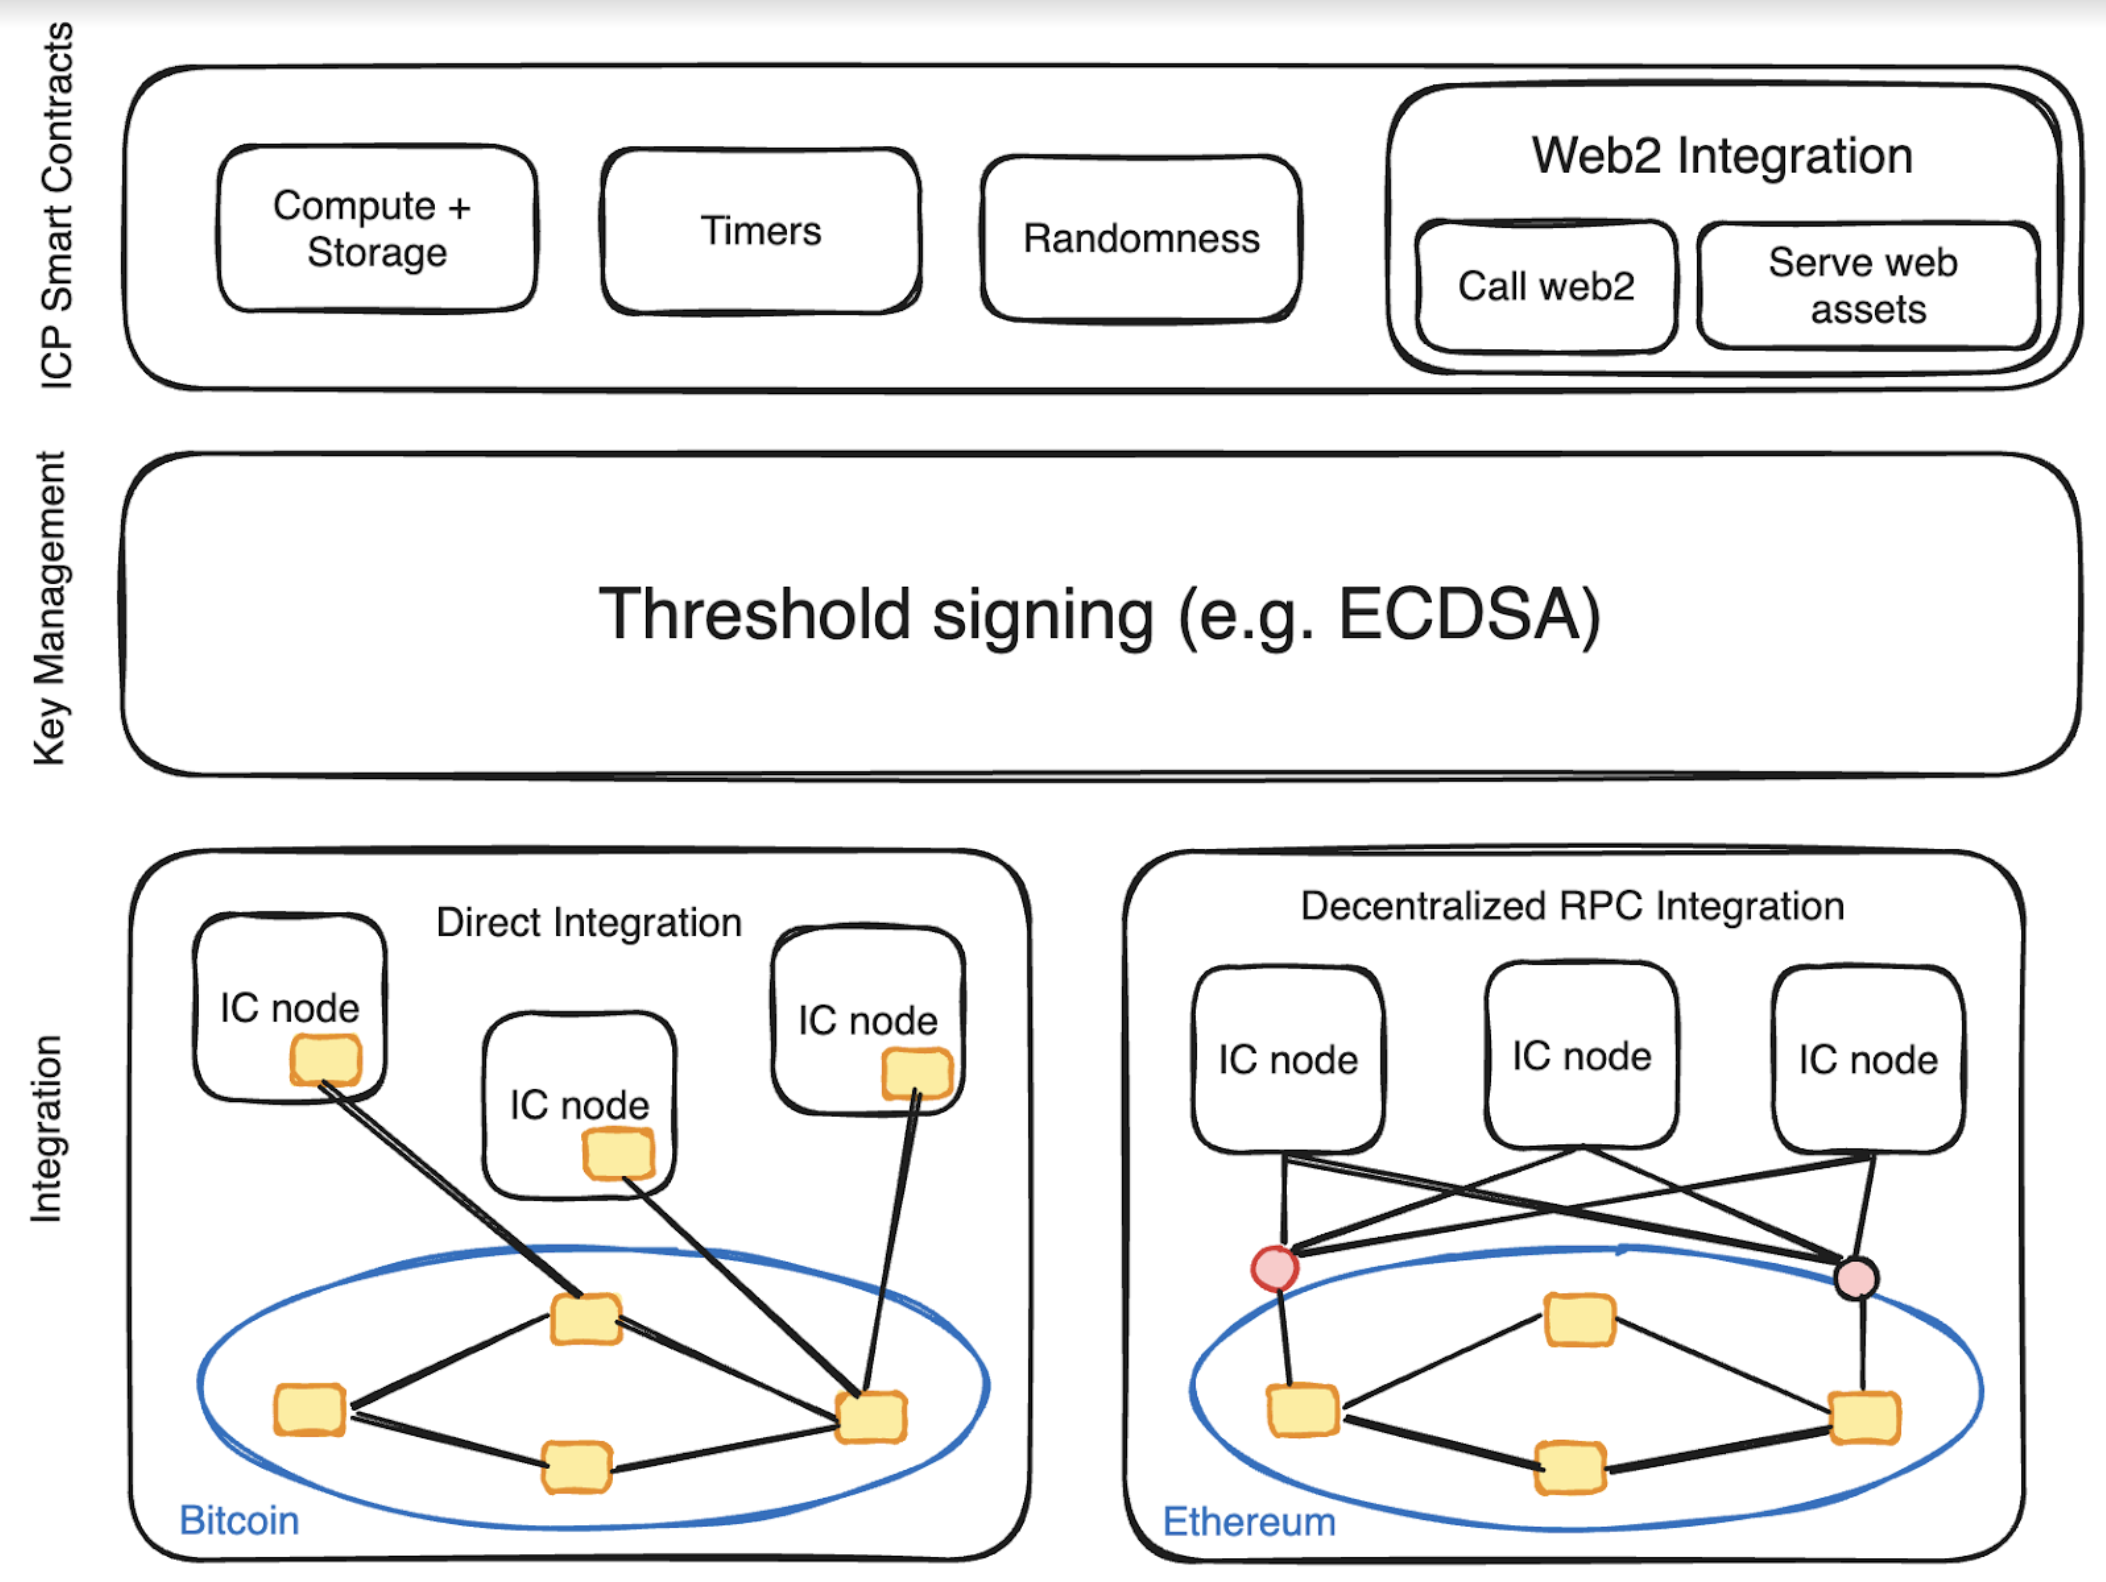 ICP Smart Contracts
Compute +
Storage
Timers
Randomness
Web2 Integration
Call web2
Serve web
assets
Key Management
Threshold signing (e.g. ECDSA)
Integration
Direct Integration
IC node
IC node
IC node
Bitcoin
Decentralized RPC Integration
IC node
IC node
IC node
Ethereum